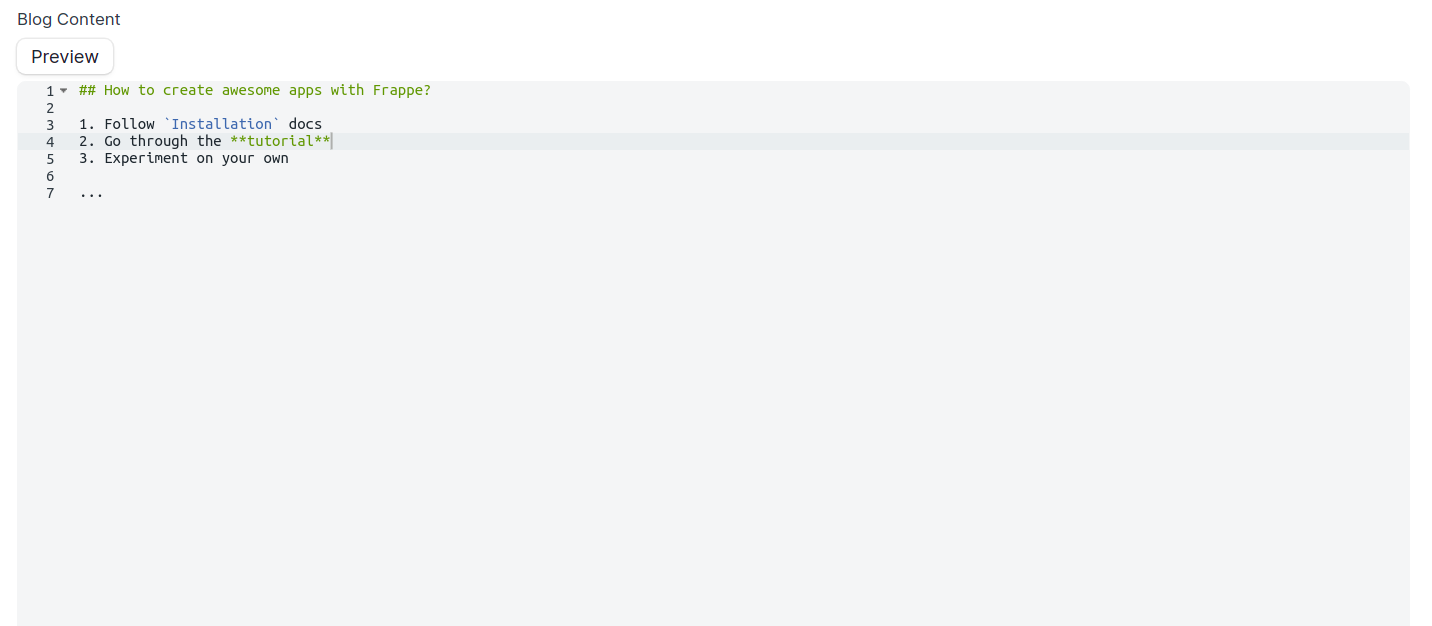 Blog Content
Preview
1 ## How to create awesome apps with Frappe?
2
3 1. Follow `Installation` docs
4 2. Go through the **tutorial**
5 3. Experiment on your own
6
7 ...